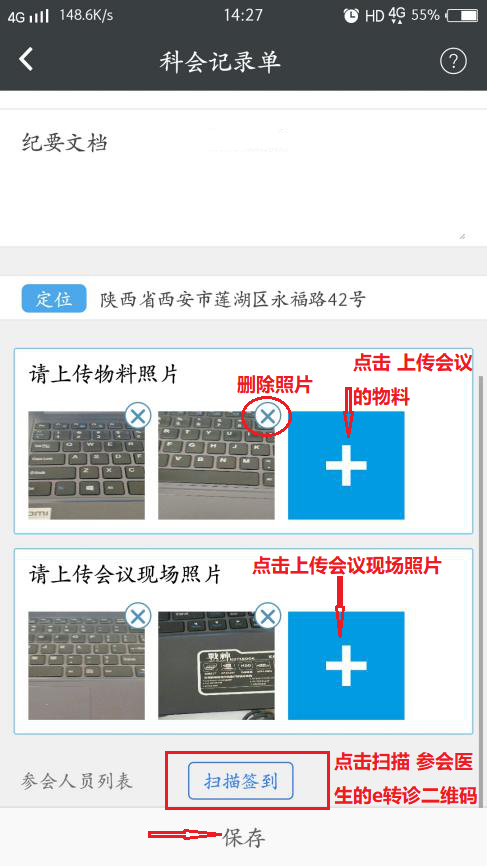 4G 148.6K/s 14:27 HD 4G 55%
科会记录单 ?
纪要文档
定位 陕西省西安市莲湖区永福路42号
请上传物料照片
删除照片
点击 上传会议
的物料
请上传会议现场照片
点击上传会议现场照片
参会人员列表
扫描签到
点击扫描 参会医
生的e转诊二维码
保存